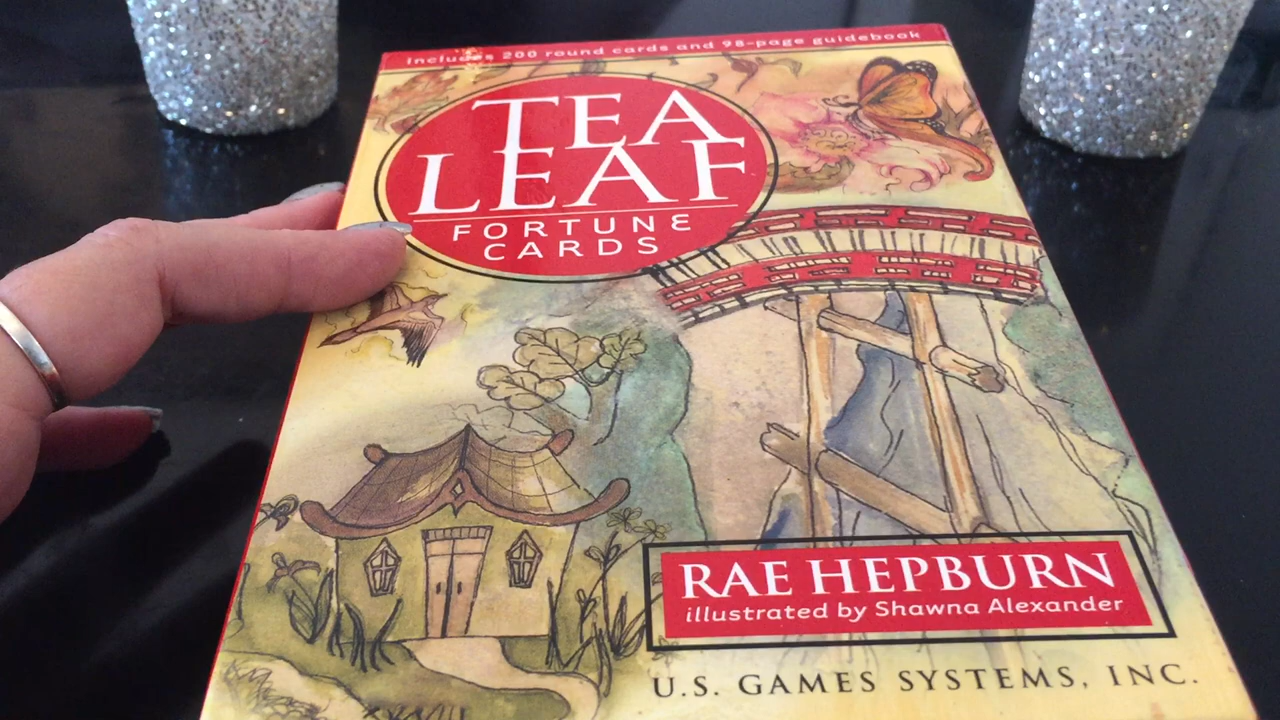 Includes 200 round cards and 98-page guidebook
TEA
LEAF
FORTUNE
CARDS
RAE HEPBURN
illustrated by Shawna Alexander
U.S. GAMES SYSTEMS, INC.